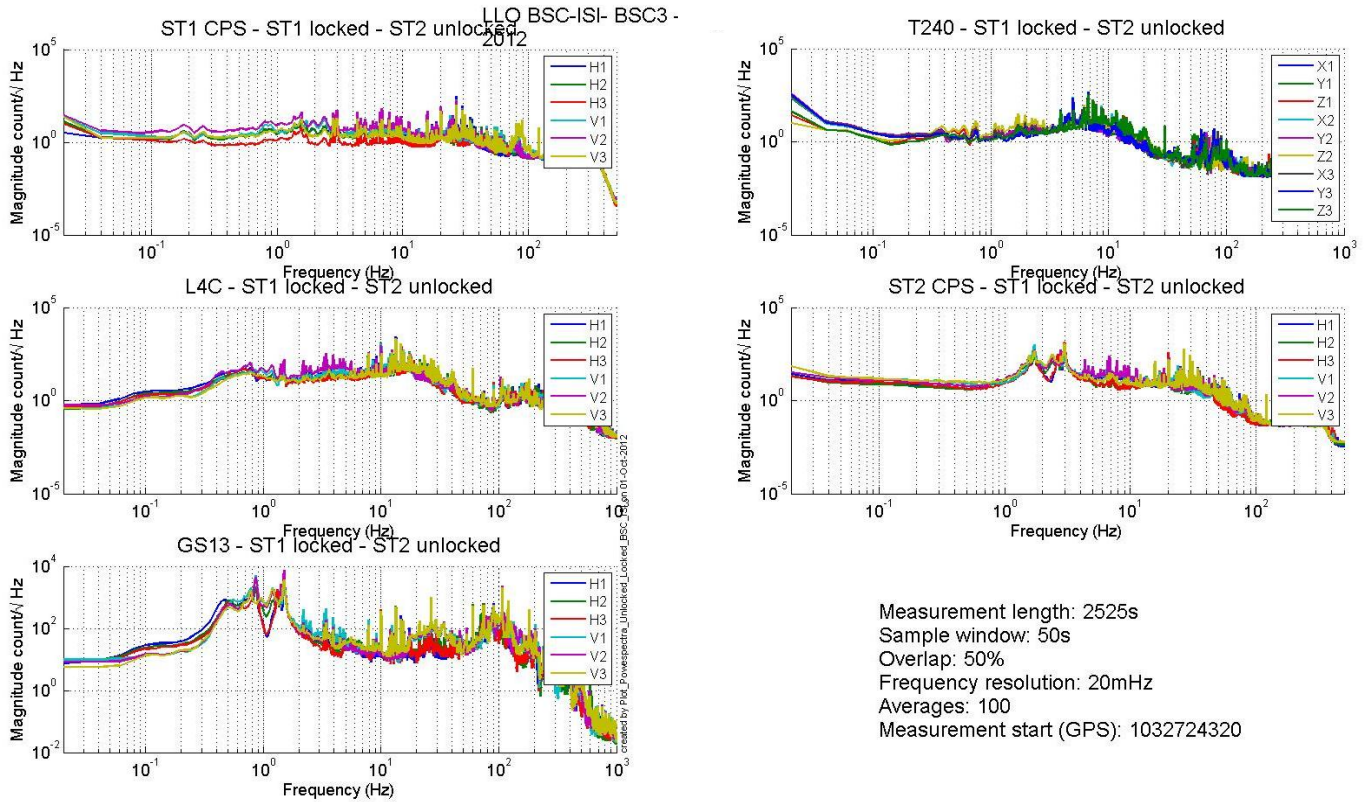 LLO BSC-ISI- BSC3 -
2012
ST1 CPS - ST1 locked - ST2 unlocked
Magnitude count/√ Hz
10^5
10^0
10^-5
10^-1
10^0
10^1
10^2
Frequency (Hz)
H1
H2
H3
V1
V2
V3
T240 - ST1 locked - ST2 unlocked
Magnitude count/√ Hz
10^5
10^0
10^-5
10^-1
10^0
10^1
10^2
10^3
Frequency (Hz)
X1
Y1
Z1
X2
Y2
Z2
X3
Y3
Z3
L4C - ST1 locked - ST2 unlocked
Magnitude count/√ Hz
10^5
10^0
10^-5
10^-1
10^0
10^1
10^2
10^3
Frequency (Hz)
H1
H2
H3
V1
V2
V3
ST2 CPS - ST1 locked - ST2 unlocked
Magnitude count/√ Hz
10^5
10^0
10^-5
10^-1
10^0
10^1
10^2
Frequency (Hz)
H1
H2
H3
V1
V2
V3
GS13 - ST1 locked - ST2 unlocked
Magnitude count/√ Hz
10^4
10^2
10^0
10^-2
10^-1
10^0
10^1
10^2
10^3
Frequency (Hz)
H1
H2
H3
V1
V2
V3
created by Plot_Powespectra_Unlocked_Locked_BSC_ISI on 01-Oct-2012
Measurement length: 2525s
Sample window: 50s
Overlap: 50%
Frequency resolution: 20mHz
Averages: 100
Measurement start (GPS): 1032724320